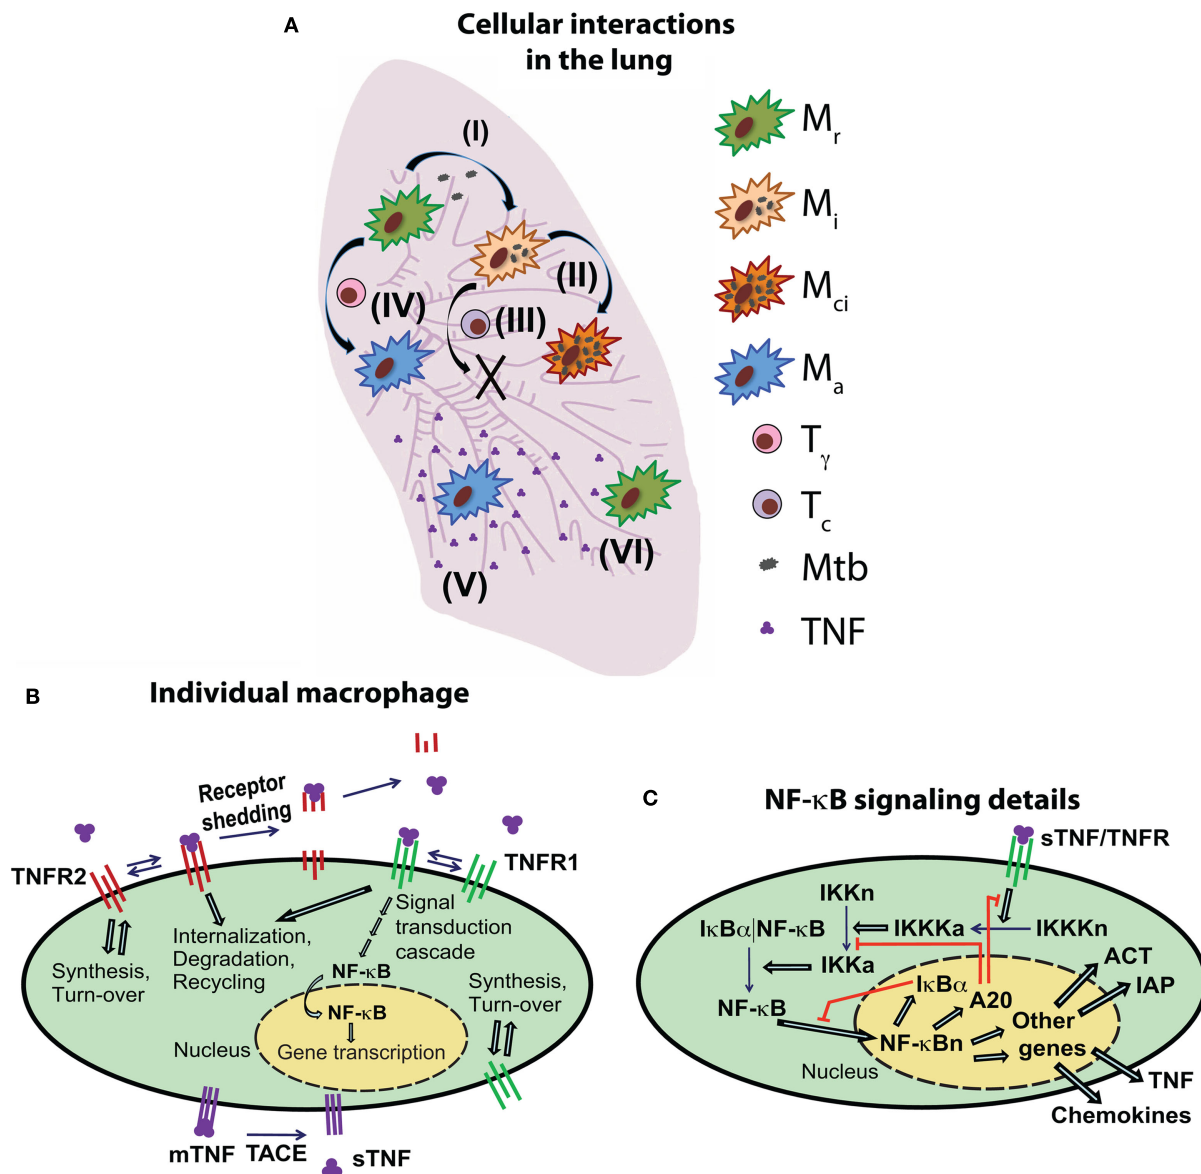 A
Cellular interactions
in the lung
(I)
(II)
(III)
(IV)
(V)
(VI)
Mr
Mi
Mci
Ma
Tγ
Tc
Mtb
TNF
B
Individual macrophage
Receptor
shedding
TNFR2
TNFR1
Synthesis,
Turn-over
Internalization,
Degradation,
Recycling
Signal
transduction
cascade
NF-κB
NF-κB
Gene transcription
Nucleus
Synthesis,
Turn-over
mTNF
TACE
sTNF
C
NF-κB signaling details
sTNF/TNFR
IKKn
IκBα|NF-κB
IKKKa
IKKKn
IKKa
NF-κB
IκBα
A20
ACT
IAP
NF-κBn
Other
genes
Nucleus
TNF
Chemokines